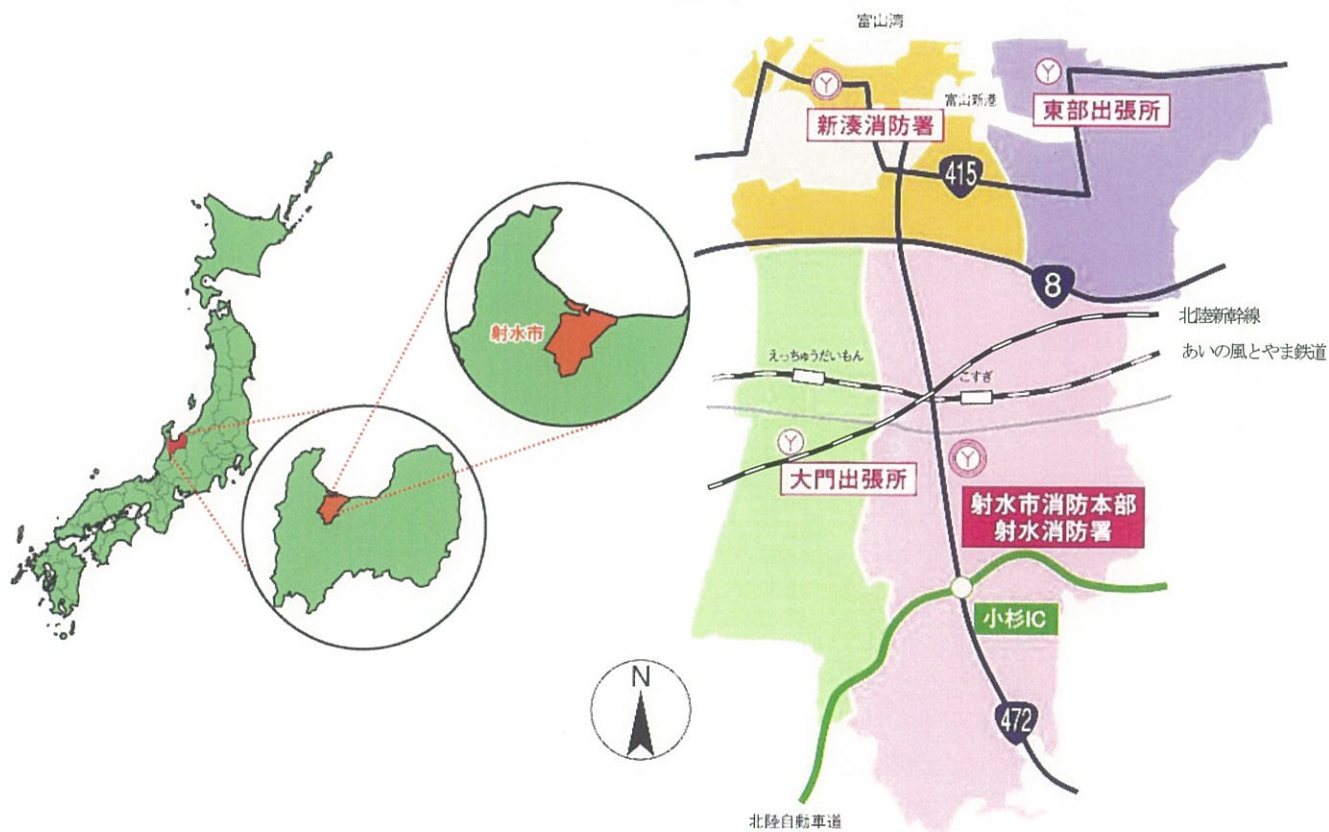 富山湾
富山新港
新湊消防署
東部出張所
415
8
射水市
北陸新幹線
あいの風とやま鉄道
えっちゅうだいもん
こすぎ
大門出張所
射水市消防本部
射水消防署
小杉IC
N
472
北陸自動車道